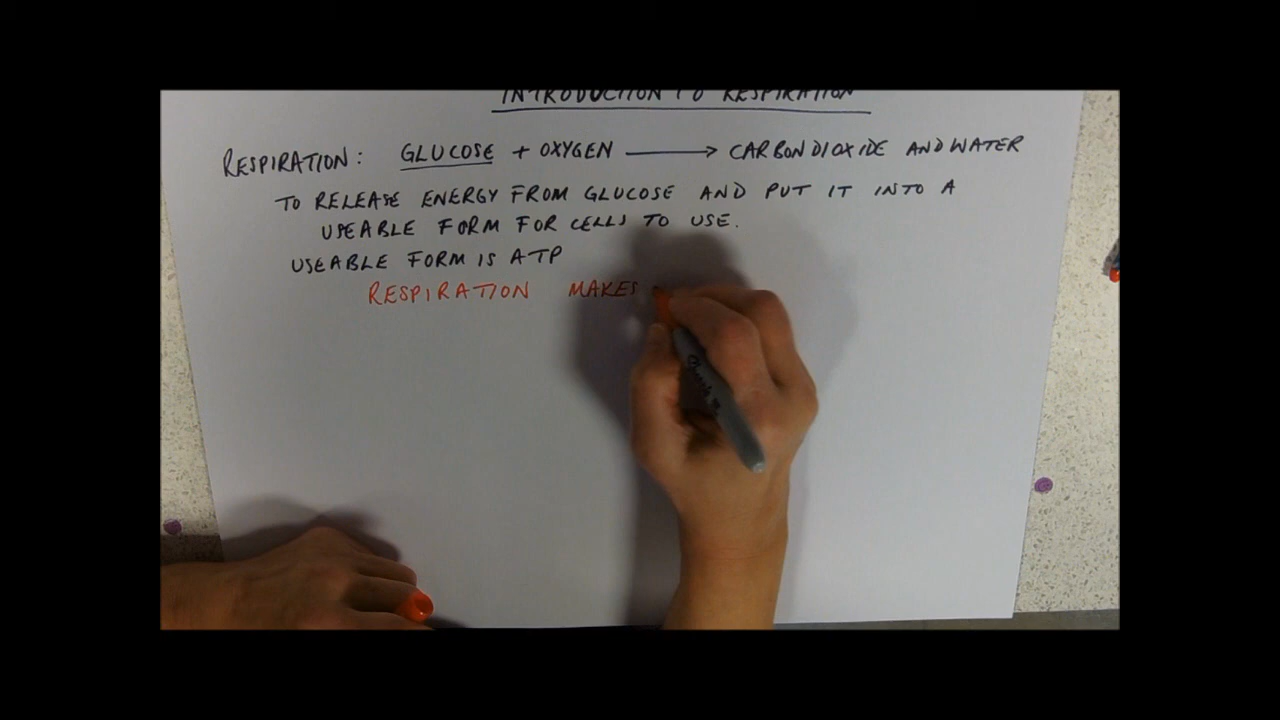 INTRODUCTION TO RESPIRATION
RESPIRATION: GLUCOSE + OXYGEN ⟶ CARBON DIOXIDE AND WATER
TO RELEASE ENERGY FROM GLUCOSE AND PUT IT INTO A
USEABLE FORM FOR CELLS TO USE.
USEABLE FORM IS ATP
RESPIRATION MAKES